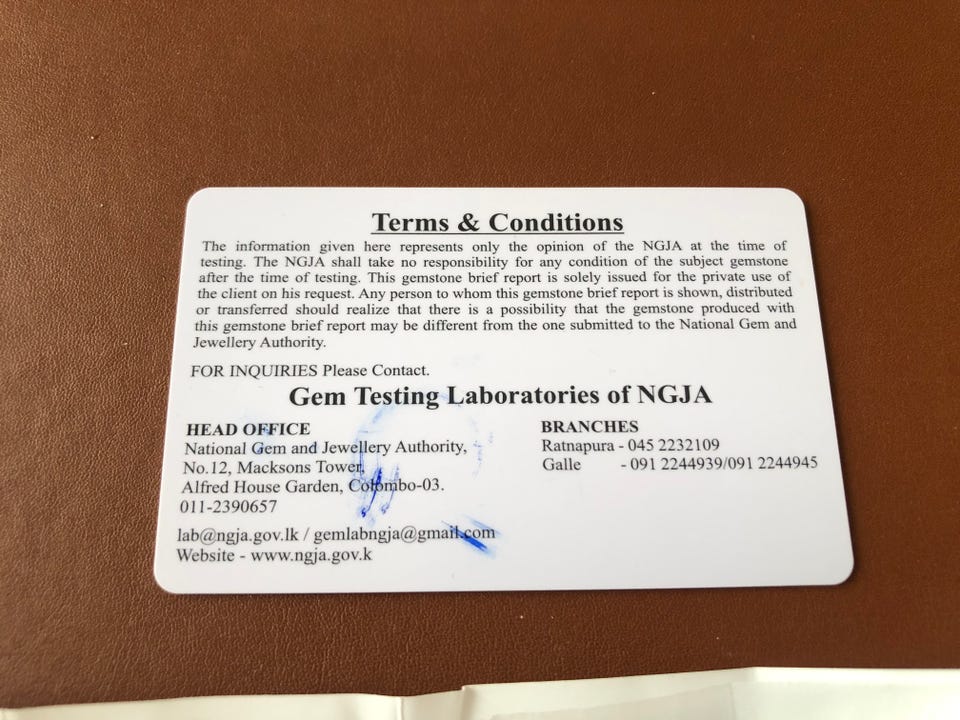 Terms & Conditions
The information given here represents only the opinion of the NGJA at the time of
testing. The NGJA shall take no responsibility for any condition of the subject gemstone
after the time of testing. This gemstone brief report is solely issued for the private use of
the client on his request. Any person to whom this gemstone brief report is shown, distributed
or transferred should realize that there is a possibility that the gemstone produced with
this gemstone brief report may be different from the one submitted to the National Gem and
Jewellery Authority.
FOR INQUIRIES Please Contact.
Gem Testing Laboratories of NGJA
HEAD OFFICE
National Gem and Jewellery Authority,
No.12, Macksons Tower,
Alfred House Garden, Colombo-03.
011-2390657
lab@ngja.gov.lk / gemlabngja@gmail.com
Website - www.ngja.gov.k
BRANCHES
Ratnapura - 045 2232109
Galle - 091 2244939/091 2244945